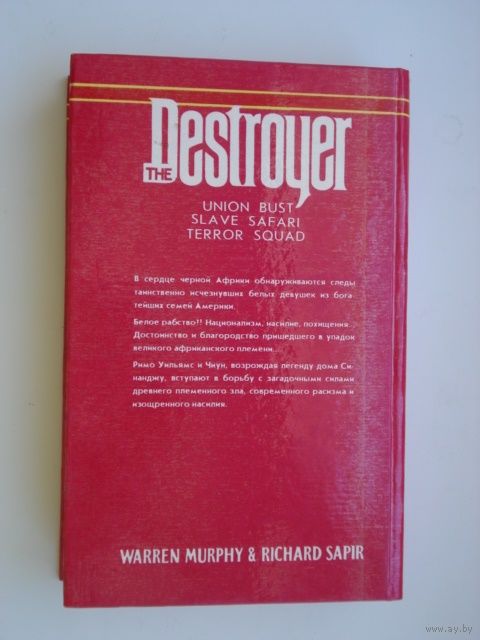 THE Destroyer
UNION BUST
SLAVE SAFARI
TERROR SQUAD
В сердце черной Африки обнаруживаются следы
таинственно исчезнувших белых девушек из бога-
тейших семей Америки.
Белое рабство?! Национализм, насилие, похищения...
Достоинство и благородство пришедшего в упадок
великого африканского племени...
Римо Уильямс и Чиун, возрождая легенду дома Си-
нанджу, вступают в борьбу с загадочными силами
древнего племенного зла, современного расизма и
изощренного насилия.
WARREN MURPHY & RICHARD SAPIR
www.ay.by